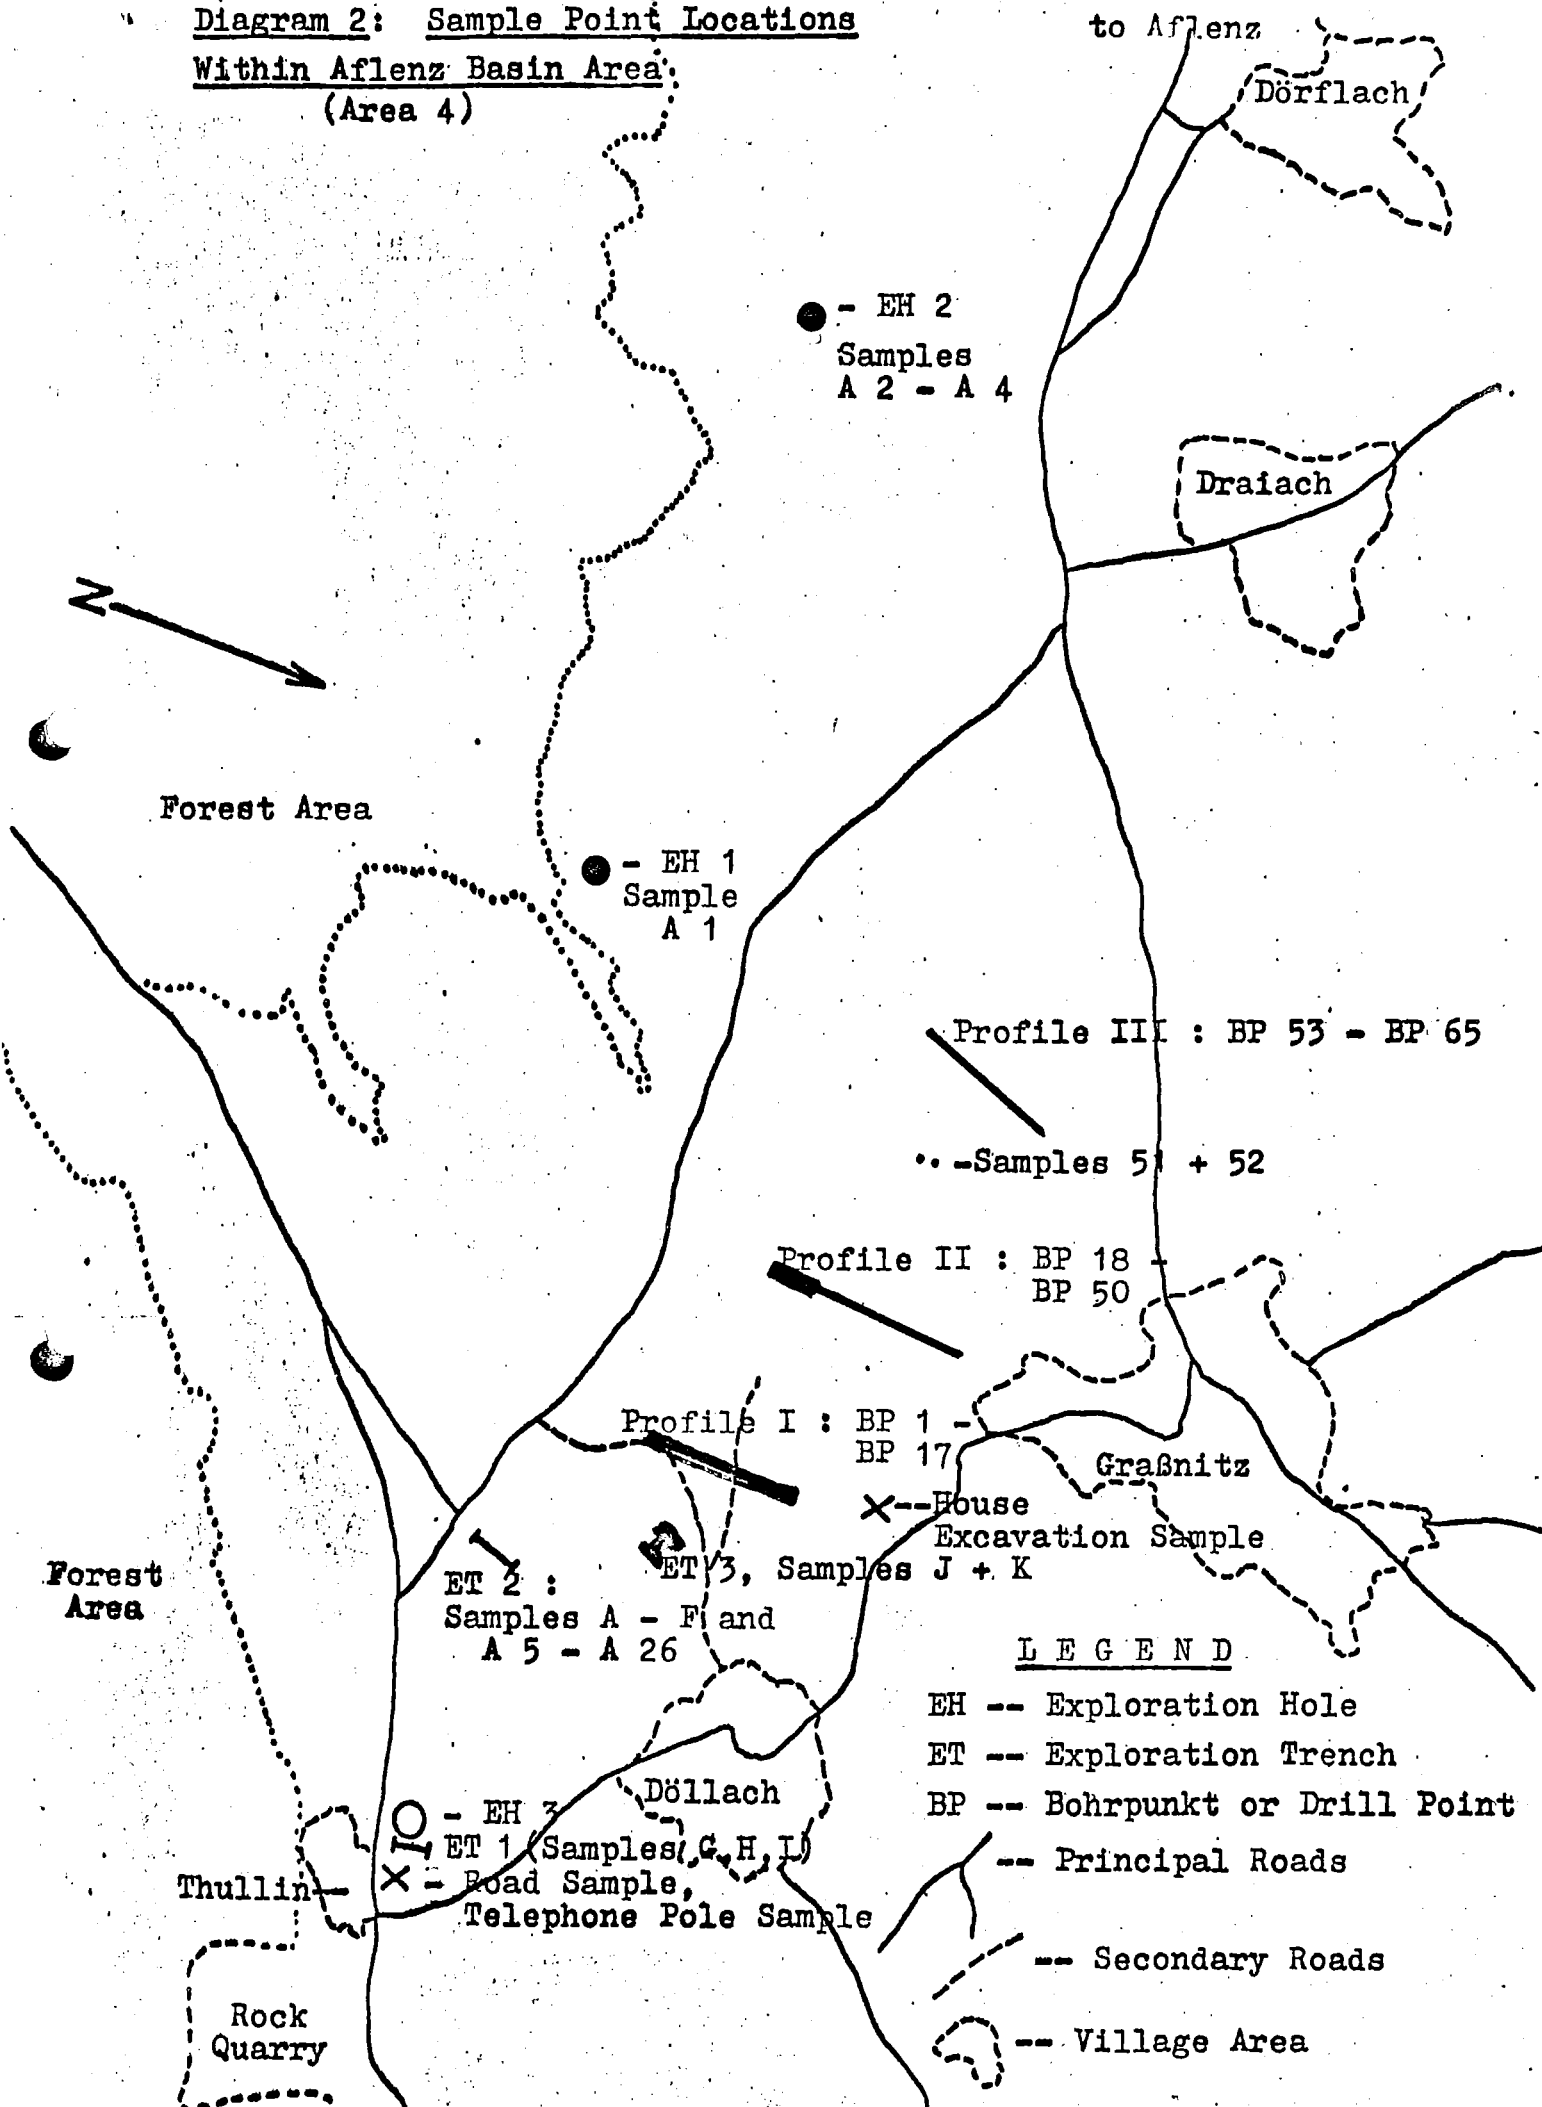 Diagram 2: Sample Point Locations
Within Aflenz Basin Area
(Area 4)
to Aflenz
Dörflach
- EH 2
Samples
A 2 - A 4
Draiach
N
Forest Area
- EH 1
Sample
A 1
Profile III : BP 53 - BP 65
-Samples 51 + 52
Profile II : BP 18 -
BP 50
Profile I : BP 1 -
BP 17
Graßnitz
X--House
Excavation Sample
ET 3, Samples J + K
ET 2 :
Samples A - F and
A 5 - A 26
Forest
Area
Döllach
- EH 3
ET 1 (Samples G,H,I)
X - Road Sample,
Telephone Pole Sample
Thullin-
Rock
Quarry
LEGEND
EH -- Exploration Hole
ET -- Exploration Trench
BP -- Bohrpunkt or Drill Point
-- Principal Roads
-- Secondary Roads
-- Village Area